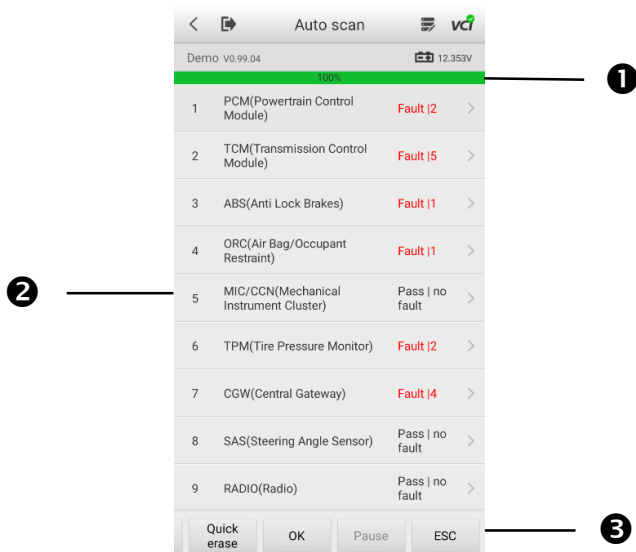 Auto scan
VCI
Demo V0.99.04
12.353V
100%
❶
1
PCM(Powertrain Control
Module)
Fault |2
2
TCM(Transmission Control
Module)
Fault |5
3
ABS(Anti Lock Brakes)
Fault |1
4
ORC(Air Bag/Occupant
Restraint)
Fault |1
❷
5
MIC/CCN(Mechanical
Instrument Cluster)
Pass | no
fault
6
TPM(Tire Pressure Monitor)
Fault |2
7
CGW(Central Gateway)
Fault |4
8
SAS(Steering Angle Sensor)
Pass | no
fault
9
RADIO(Radio)
Pass | no
fault
Quick
erase
OK
Pause
ESC
❸